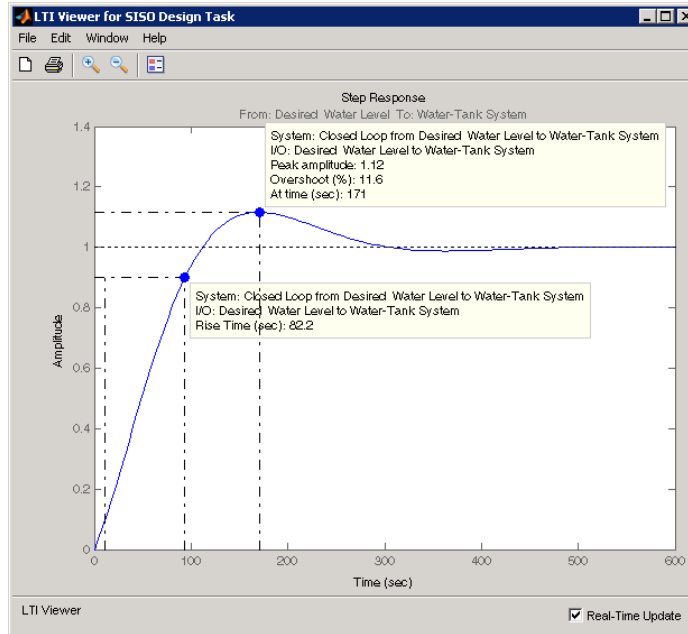 LTI Viewer for SISO Design Task
File Edit Window Help
Step Response
From: Desired Water Level To: Water-Tank System
System: Closed Loop from Desired Water Level to Water-Tank System
I/O: Desired Water Level to Water-Tank System
Peak amplitude: 1.12
Overshoot (%): 11.6
At time (sec): 171
System: Closed Loop from Desired Water Level to Water-Tank System
I/O: Desired Water Level to Water-Tank System
Rise Time (sec): 82.2
Amplitude
1.4
1.2
1
0.8
0.6
0.4
0.2
0
0 100 200 300 400 500 600
Time (sec)
LTI Viewer
Real-Time Update